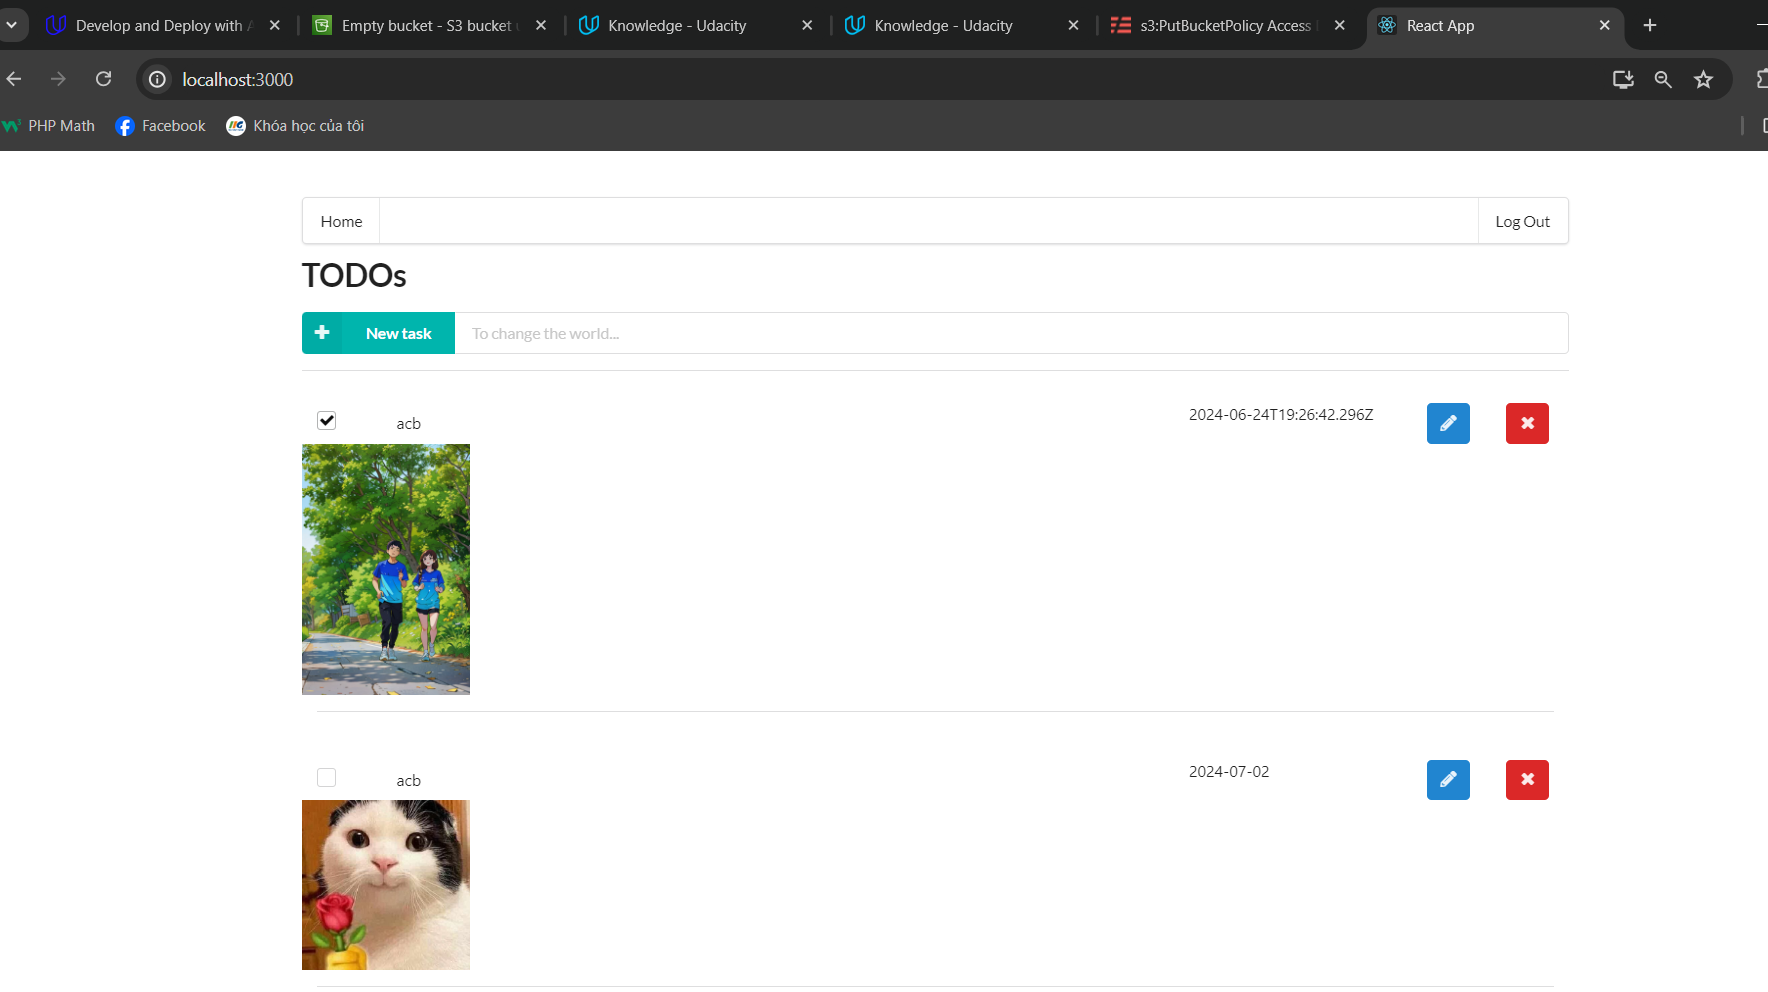 Develop and Deploy with
Empty bucket - S3 bucket
Knowledge - Udacity
Knowledge - Udacity
s3:PutBucketPolicy Access
React App
localhost:3000
PHP Math
Facebook
Khóa học của tôi
Home
Log Out
TODOs
New task
To change the world...
acb
2024-06-24T19:26:42.296Z
acb
2024-07-02